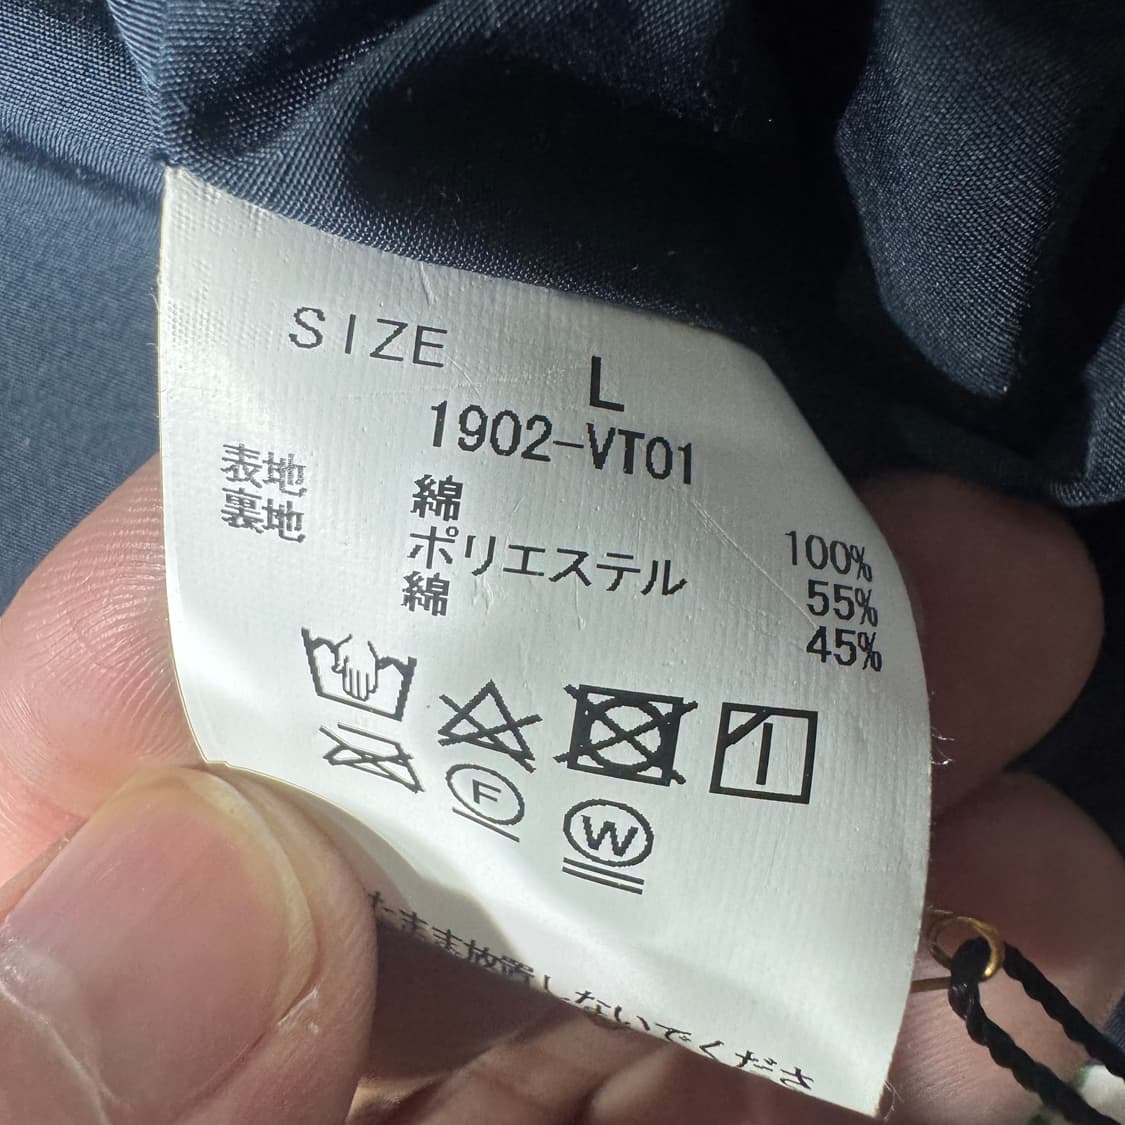 SIZE L
1902-VT01
表地 綿 100%
裏地 ポリエステル 55%
綿 45%
F
W
たまま放置しないでくださ